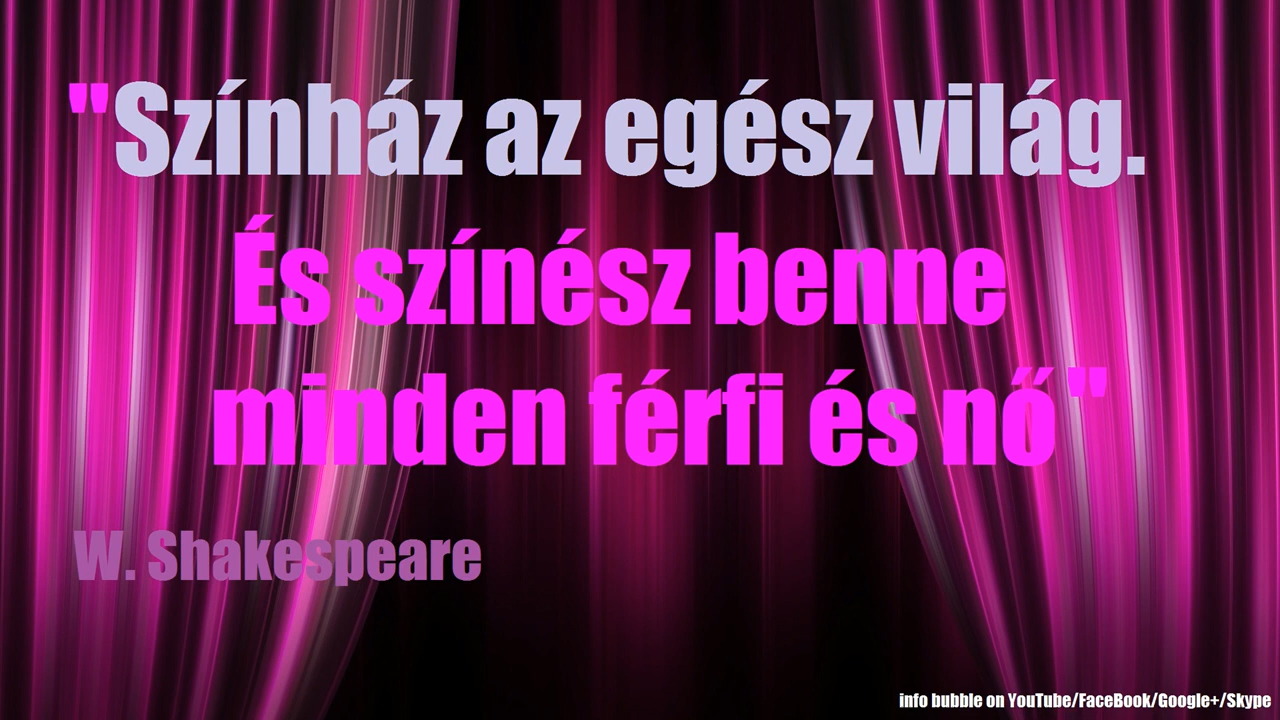 "Színház az egész világ.
És színész benne
minden férfi és nő"
W. Shakespeare
info bubble on YouTube/FaceBook/Google+/Skype